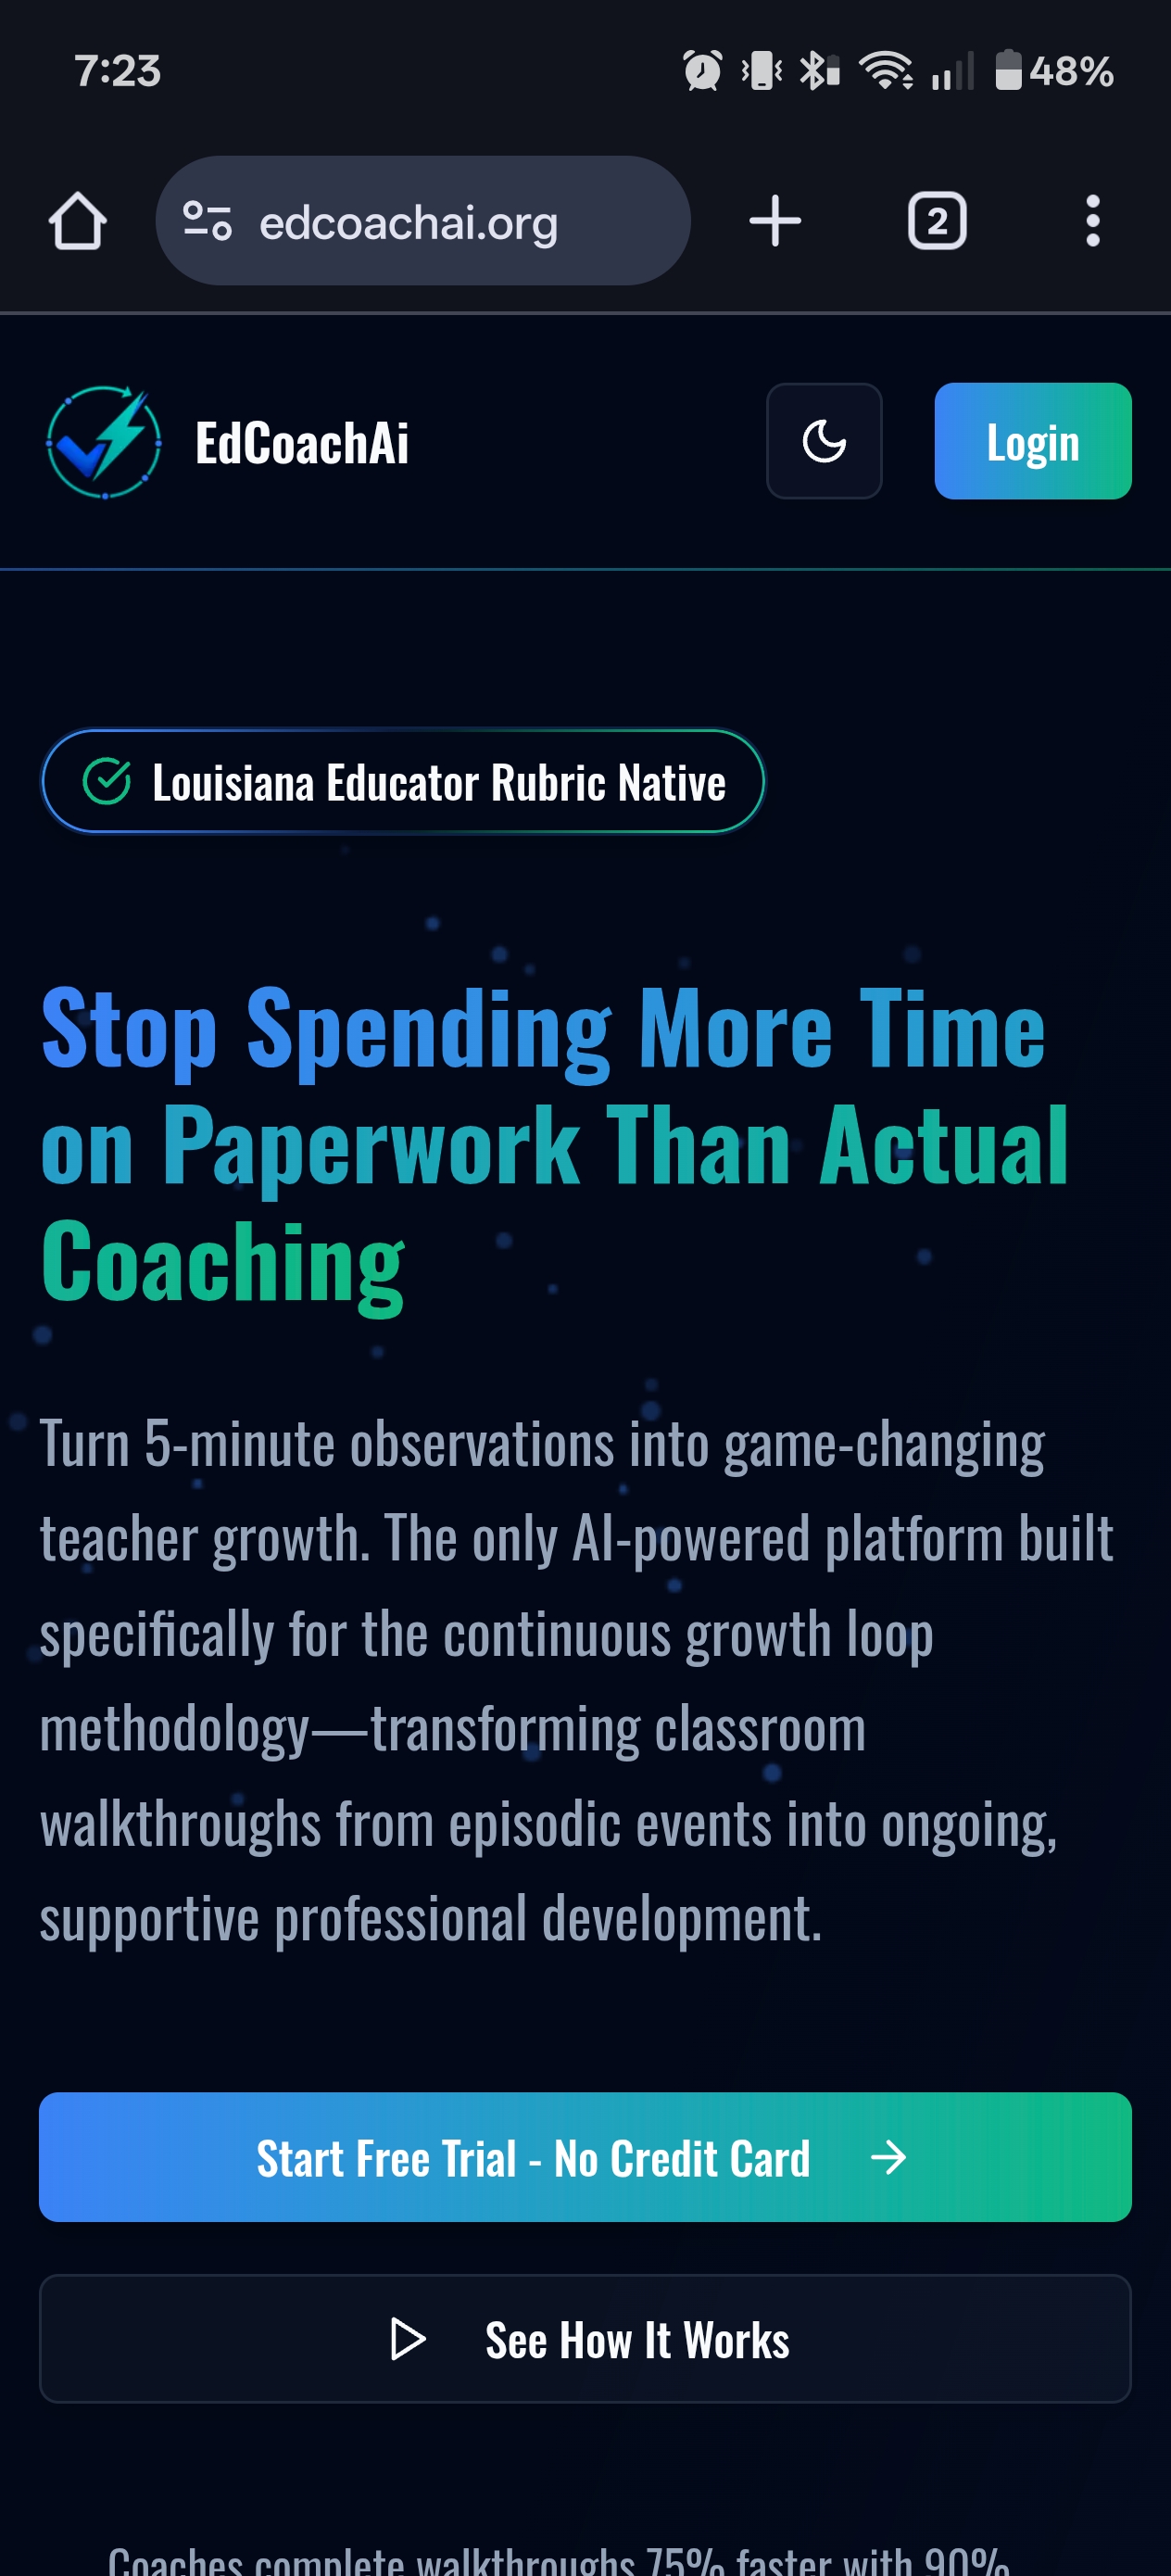 7:23
48%
edcoachai.org
2
EdCoachAi
Login
Louisiana Educator Rubric Native
Stop Spending More Time
on Paperwork Than Actual
Coaching
Turn 5-minute observations into game-changing
teacher growth. The only AI-powered platform built
specifically for the continuous growth loop
methodology—transforming classroom
walkthroughs from episodic events into ongoing,
supportive professional development.
Start Free Trial - No Credit Card
See How It Works
Coaches complete walkthroughs 75% faster with 90%